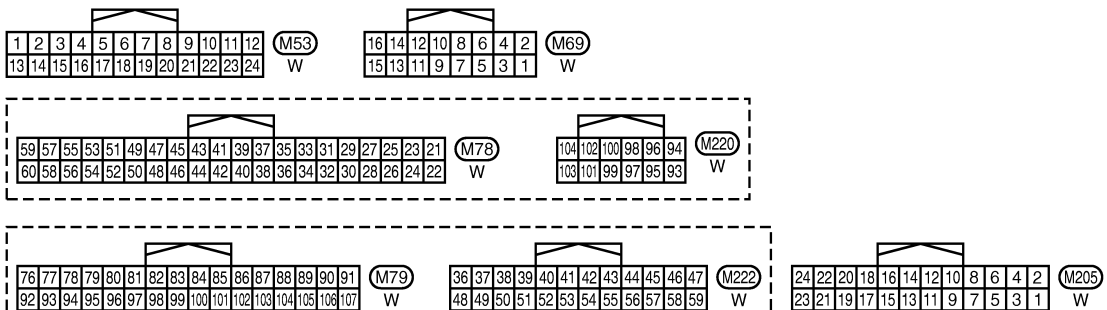 1 2 3 4 5 6 7 8 9 10 11 12 M53
13 14 15 16 17 18 19 20 21 22 23 24 W
16 14 12 10 8 6 4 2 M69
15 13 11 9 7 5 3 1 W
59 57 55 53 51 49 47 45 43 41 39 37 35 33 31 29 27 25 23 21 M78
60 58 56 54 52 50 48 46 44 42 40 38 36 34 32 30 28 26 24 22 W
104 102 100 98 96 94 M220
103 101 99 97 95 93 W
76 77 78 79 80 81 82 83 84 85 86 87 88 89 90 91 M79
92 93 94 95 96 97 98 99 100 101 102 103 104 105 106 107 W
36 37 38 39 40 41 42 43 44 45 46 47 M222
48 49 50 51 52 53 54 55 56 57 58 59 W
24 22 20 18 16 14 12 10 8 6 4 2 M205
23 21 19 17 15 13 11 9 7 5 3 1 W